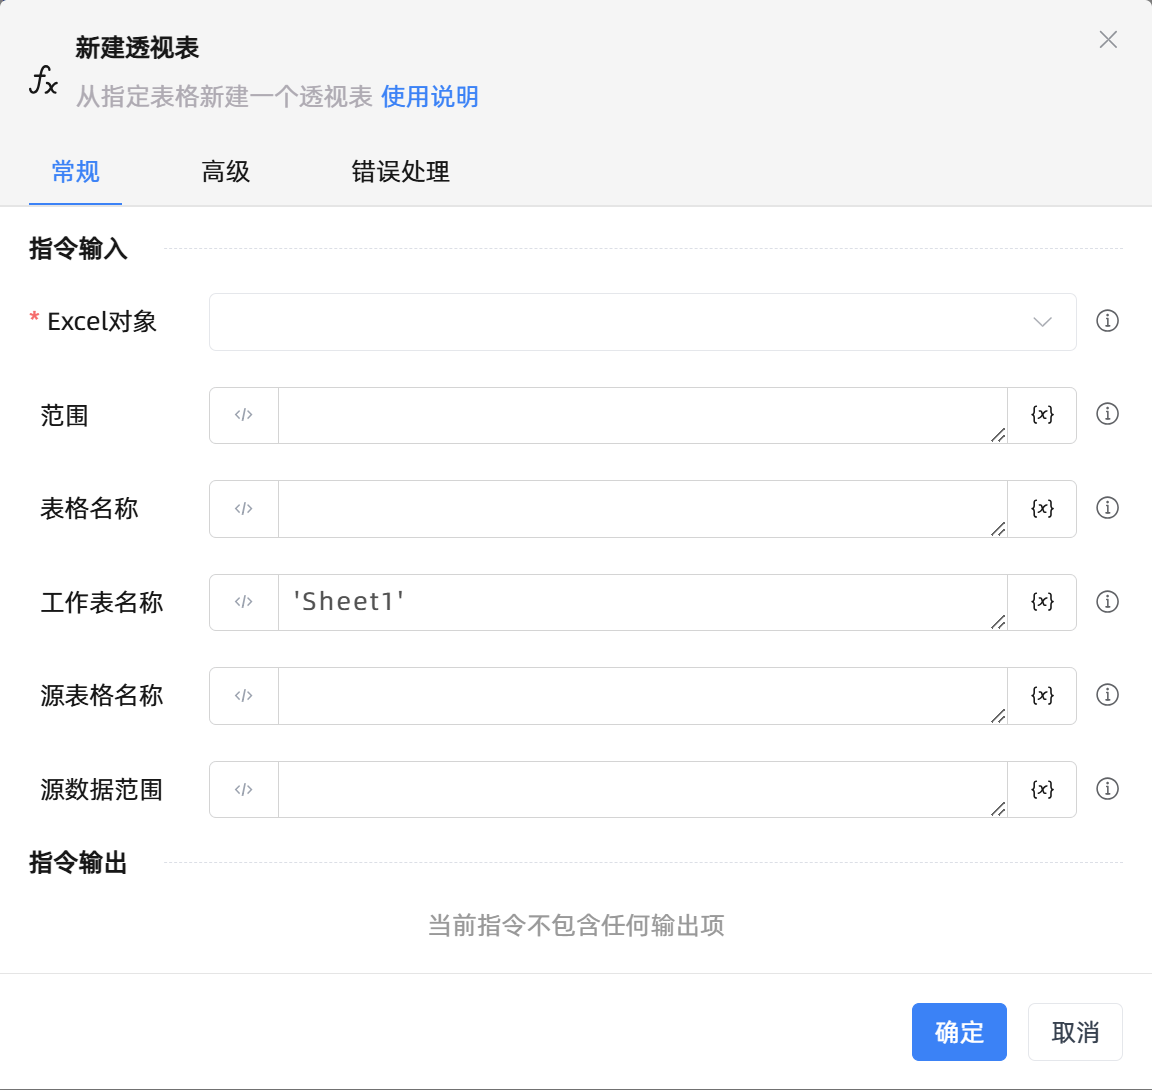 新建透视表
从指定表格新建一个透视表 使用说明
常规 高级 错误处理
指令输入
* Excel对象
范围 </> {x}
表格名称 </> {x}
工作表名称 </> 'Sheet1' {x}
源表格名称 </> {x}
源数据范围 </> {x}
指令输出
当前指令不包含任何输出项
确定 取消